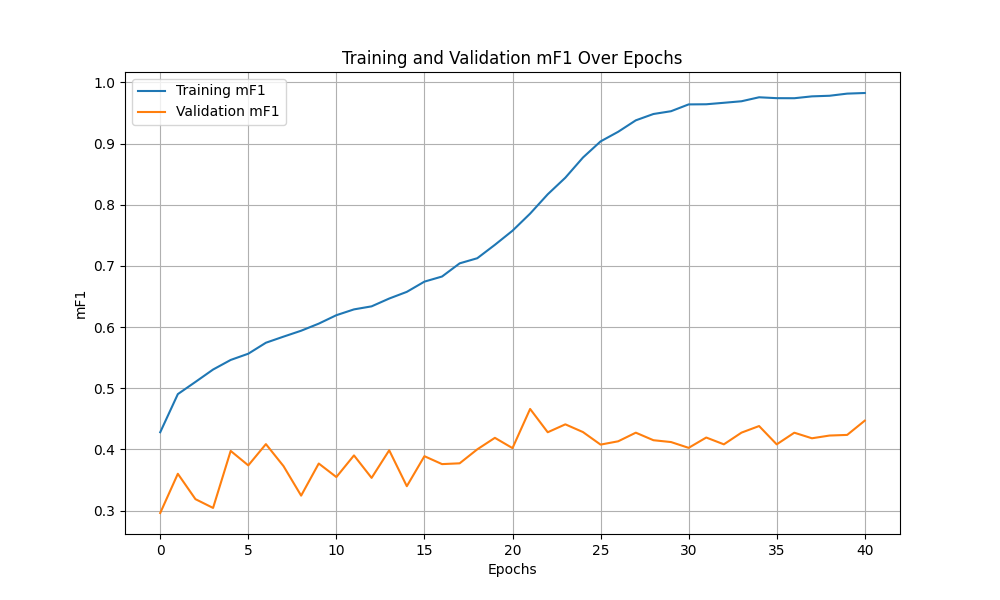 Training and Validation mF1 Over Epochs
Training mF1
Validation mF1
mF1
1.0
0.9
0.8
0.7
0.6
0.5
0.4
0.3
0 5 10 15 20 25 30 35 40
Epochs